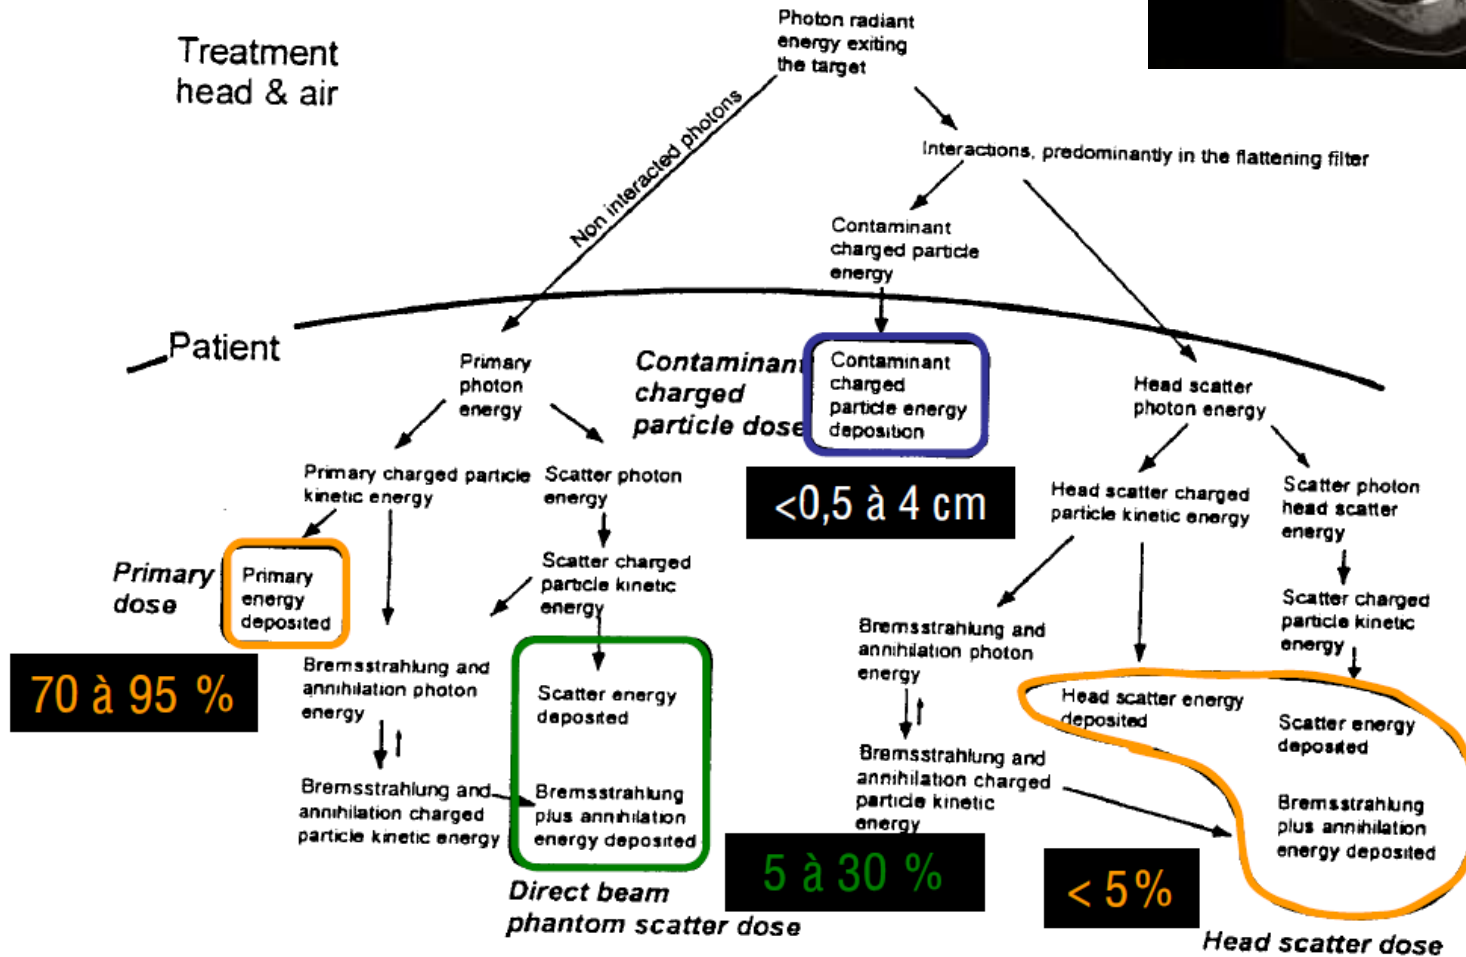 Treatment
head & air
Photon radiant
energy exiting
the target
Non interacted photons
Interactions, predominantly in the flattening filter
Contaminant
charged particle
energy
Patient
Primary
photon
energy
Contaminant
charged
particle dose
Contaminant
charged
particle energy
deposition
Head scatter
photon energy
Primary charged particle
kinetic energy
Scatter photon
energy
<0,5 à 4 cm
Head scatter charged
particle kinetic energy
Scatter photon
head scatter
energy
Primary
dose
Primary
energy
deposited
Scatter charged
particle kinetic
energy
Scatter charged
particle kinetic
energy
70 à 95 %
Bremsstrahlung and
annihilation photon
energy
Scatter energy
deposited
Bremsstrahlung and
annihilation photon
energy
Head scatter energy
deposited
Scatter energy
deposited
Bremsstrahlung and
annihilation charged
particle kinetic energy
Bremsstrahlung
plus annihilation
energy deposited
Bremsstrahlung and
annihilation charged
particle kinetic
energy
Bremsstrahlung
plus annihilation
energy deposited
5 à 30 %
< 5%
Direct beam
phantom scatter dose
Head scatter dose